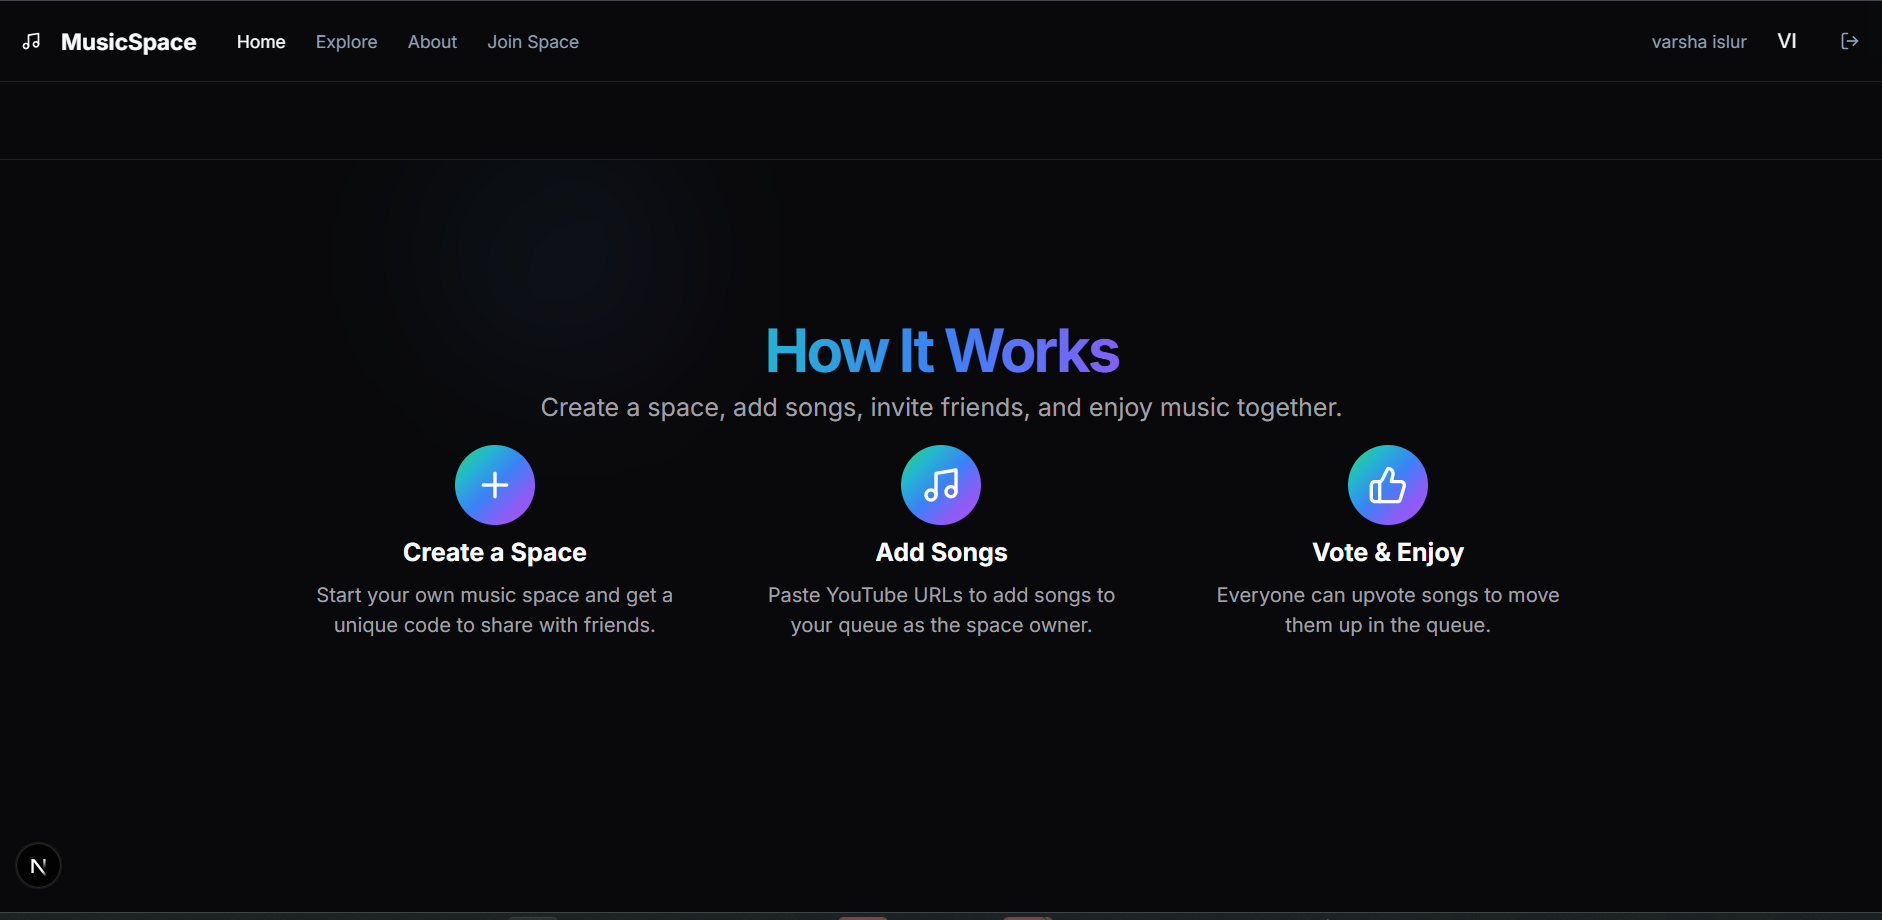 MusicSpace Home Explore About Join Space varsha islur VI
How It Works
Create a space, add songs, invite friends, and enjoy music together.
Create a Space
Start your own music space and get a
unique code to share with friends.
Add Songs
Paste YouTube URLs to add songs to
your queue as the space owner.
Vote & Enjoy
Everyone can upvote songs to move
them up in the queue.
N